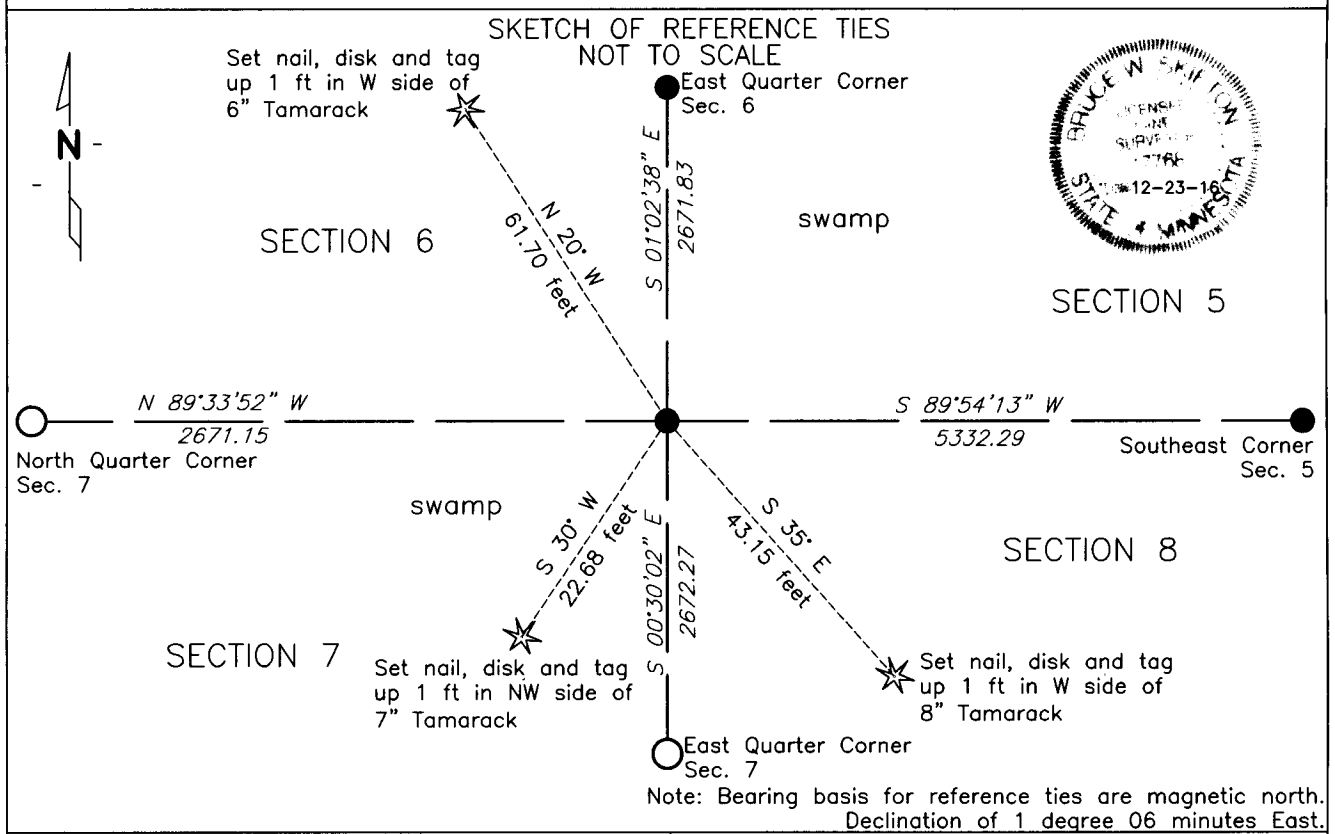 SKETCH OF REFERENCE TIES
NOT TO SCALE
Set nail, disk and tag
up 1 ft in W side of
6" Tamarack
East Quarter Corner
Sec. 6
BRUCE W SKIFTON
12-23-16
STATE MINNESOTA
N
SECTION 6
N 20° W
61.70 feet
S 01°02'38" E
2671.83
swamp
SECTION 5
N 89°33'52" W
2671.15
North Quarter Corner
Sec. 7
S 89°54'13" W
5332.29
Southeast Corner
Sec. 5
swamp
S 30° W
22.68 feet
S 00°30'02" E
2672.27
S 35° E
43.15 feet
SECTION 8
SECTION 7
Set nail, disk and tag
up 1 ft in NW side of
7" Tamarack
Set nail, disk and tag
up 1 ft in W side of
8" Tamarack
East Quarter Corner
Sec. 7
Note: Bearing basis for reference ties are magnetic north.
Declination of 1 degree 06 minutes East.